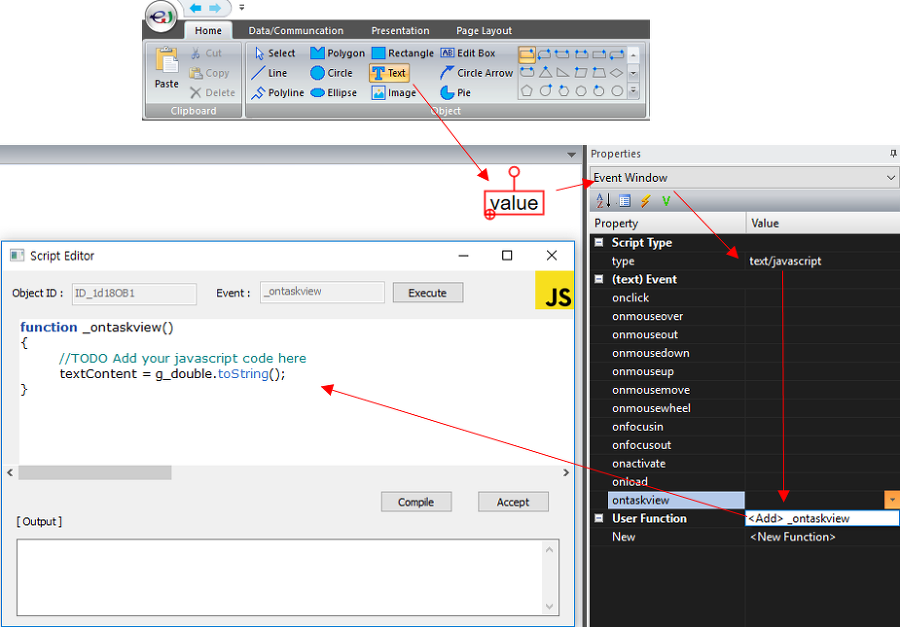 Home Data/Communcation Presentation Page Layout
Paste
Cut
Copy
Delete
Clipboard
Select Polygon Rectangle Edit Box
Line Circle Text Circle Arrow
Polyline Ellipse Image Pie
Object
value
Properties
Event Window
Property Value
Script Type
type text/javascript
(text) Event
onclick
onmouseover
onmouseout
onmousedown
onmouseup
onmousemove
onmousewheel
onfocusin
onfocusout
onactivate
onload
ontaskview
<Add> _ontaskview
User Function
New <New Function>
Script Editor
Object ID : ID_1d18OB1 Event : _ontaskview Execute
JS
function _ontaskview()
{
//TODO Add your javascript code here
textContent = g_double.toString();
}
Compile Accept
[ Output ]